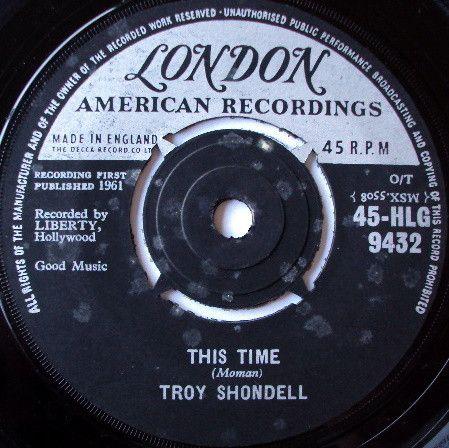 ALL RIGHTS OF THE MANUFACTURER AND OF THE OWNER OF THE RECORDED WORK RESERVED - UNAUTHORISED PUBLIC PERFORMANCE BROADCASTING AND COPYING OF THIS RECORD PROHIBITED
LONDON
AMERICAN RECORDINGS
MADE IN ENGLAND
THE DECCA RECORD CO LTD
45 R.P.M
RECORDING FIRST
PUBLISHED 1961
O/T
{ MSX.5508 }
Recorded by
LIBERTY,
Hollywood
45-HLG
9432
Good Music
THIS TIME
(Moman)
TROY SHONDELL